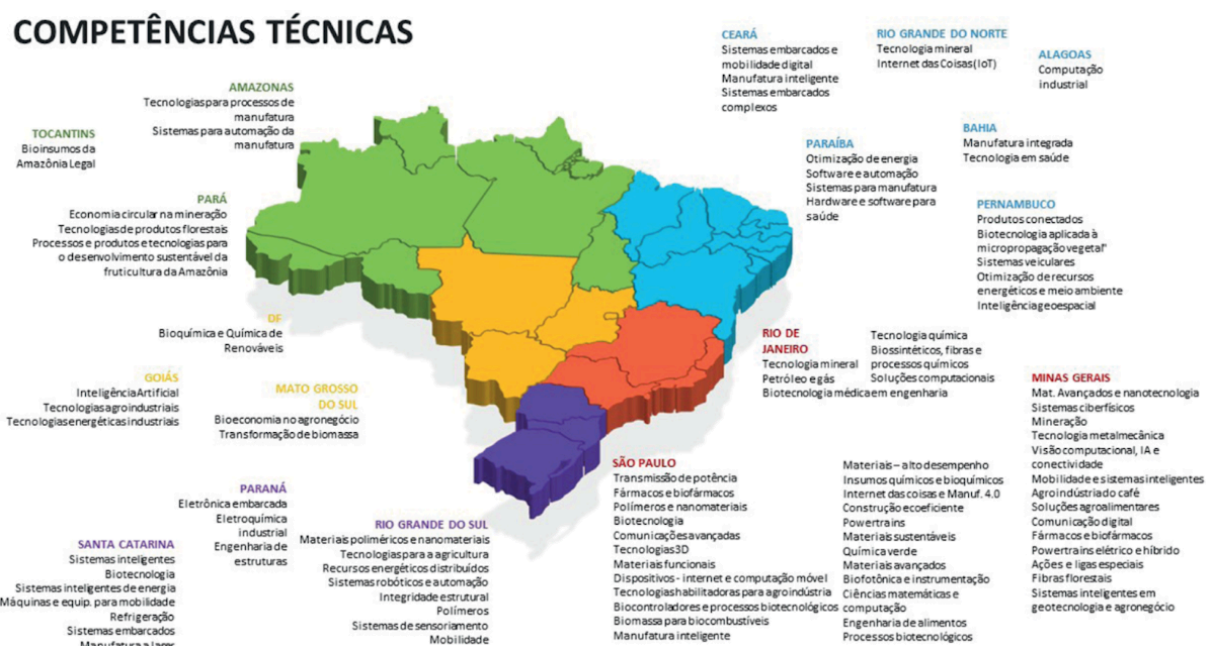 COMPETÊNCIAS TÉCNICAS
AMAZONAS
Tecnologias para processos de
manufatura
Sistemas para automação da
manufatura
TOCANTINS
Bioinsumos da
Amazônia Legal
PARÁ
Economia circular na mineração
Tecnologias de produtos florestais
Processos e produtos e tecnologias para
o desenvolvimento sustentável da
fruticultura da Amazônia
CEARÁ
Sistemas embarcados e
mobilidade digital
Manufatura inteligente
Sistemas embarcados
complexos
RIO GRANDE DO NORTE
Tecnologia mineral
Internet das Coisas (IoT)
ALAGOAS
Computação
industrial
PARAÍBA
Otimização de energia
Software e automação
Sistemas para manufatura
Hardware e software para
saúde
BAHIA
Manufatura integrada
Tecnologia em saúde
PERNAMBUCO
Produtos conectados
Biotecnologia aplicada à
micropropagação vegetal"
Sistemas veiculares
Otimização de recursos
energéticos e meio ambiente
Inteligência geoespacial
DF
Bioquímica e Química de
Renováveis
GOIÁS
Inteligência Artificial
Tecnologias agroindustriais
Tecnologias energéticas industriais
MATO GROSSO
DO SUL
Bioeconomia no agronegócio
Transformação de biomassa
RIO DE
JANEIRO
Tecnologia mineral
Petróleo e gás
Biotecnologia médica em engenharia
Tecnologia química
Biossintéticos, fibras e
processos químicos
Soluções computacionais
MINAS GERAIS
Mat. Avançados e nanotecnologia
Sistemas ciberfísicos
Mineração
Tecnologia metalmecânica
Visão computacional, IA e
conectividade
Mobilidade e sistemas inteligentes
Agroindústria do café
Soluções agroalimentares
Comunicação digital
Fármacos e biofármacos
Powertrains elétrico e híbrido
Ações e ligas especiais
Fibras florestais
Sistemas inteligentes em
geotecnologia e agronegócio
PARANÁ
Eletrônica embarcada
Eletroquímica
industrial
Engenharia de
estruturas
SANTA CATARINA
Sistemas inteligentes
Biotecnologia
Sistemas inteligentes de energia
Máquinas e equip. para mobilidade
Refrigeração
Sistemas embarcados
Manufatura a laser
RIO GRANDE DO SUL
Materiais poliméricos e nanomateriais
Tecnologias para a agricultura
Recursos energéticos distribuídos
Sistemas robóticos e automação
Integridade estrutural
Polímeros
Sistemas de sensoriamento
Mobilidade
SÃO PAULO
Transmissão de potência
Fármacos e biofármacos
Polímeros e nanomateriais
Biotecnologia
Comunicações avançadas
Tecnologias 3D
Materiais funcionais
Dispositivos - internet e computação móvel
Tecnologias habilitadoras para agroindústria
Biocontroladores e processos biotecnológicos
Biomassa para biocombustíveis
Manufatura inteligente
Materiais – alto desempenho
Insumos químicos e bioquímicos
Internet das coisas e Manuf. 4.0
Construção ecoeficiente
Powertrains
Materiais sustentáveis
Química verde
Materiais avançados
Biofotônica e instrumentação
Ciências matemáticas e
computação
Engenharia de alimentos
Processos biotecnológicos